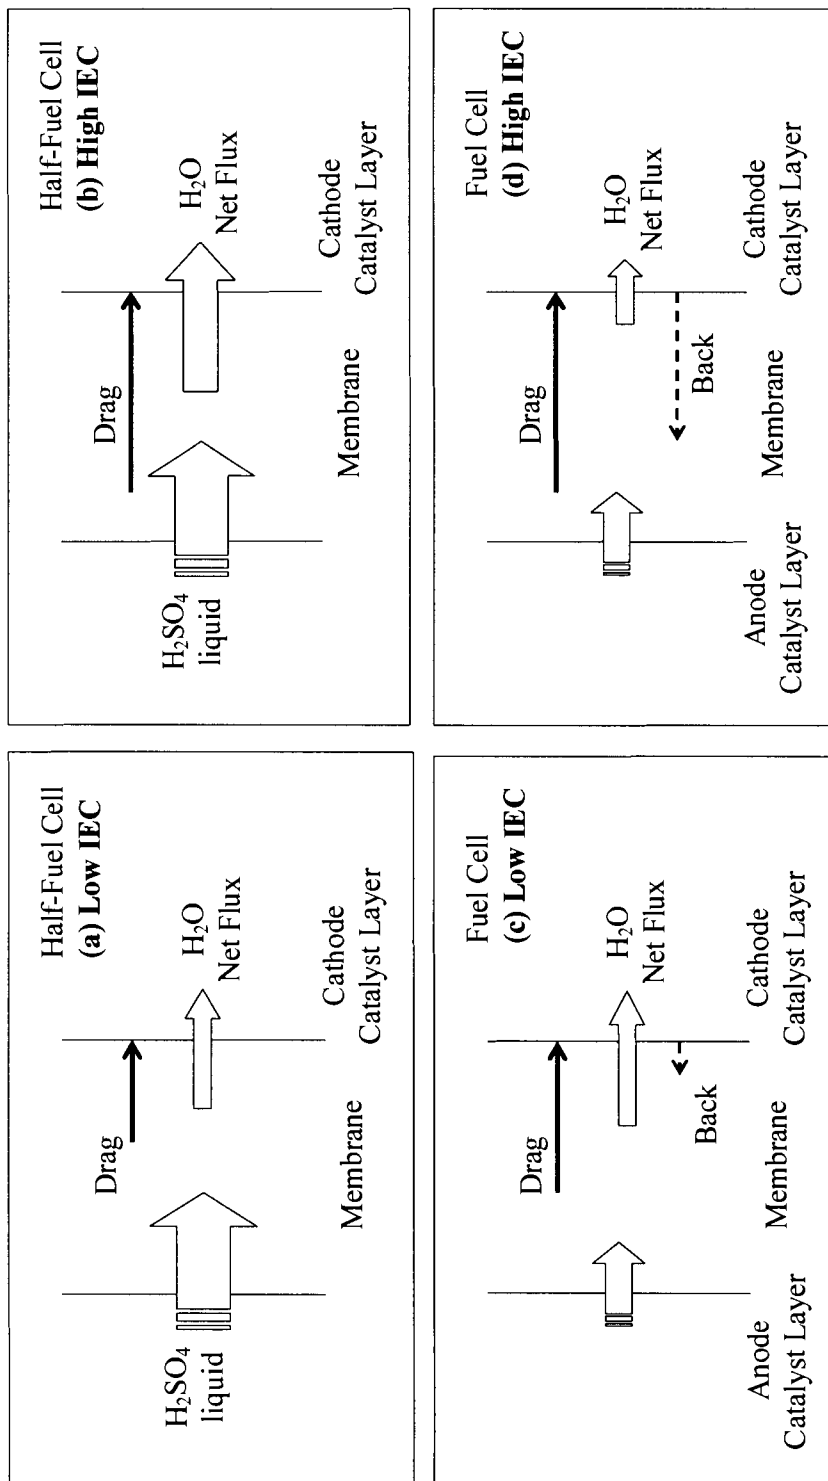 Half-Fuel Cell
(a) Low IEC
Drag
H₂SO₄
liquid
H₂O
Net Flux
Membrane
Cathode
Catalyst Layer
Half-Fuel Cell
(b) High IEC
Drag
H₂SO₄
liquid
H₂O
Net Flux
Membrane
Cathode
Catalyst Layer
Fuel Cell
(c) Low IEC
Drag
H₂O
Net Flux
Back
Anode
Catalyst Layer
Membrane
Cathode
Catalyst Layer
Fuel Cell
(d) High IEC
Drag
H₂O
Net Flux
Back
Anode
Catalyst Layer
Membrane
Cathode
Catalyst Layer